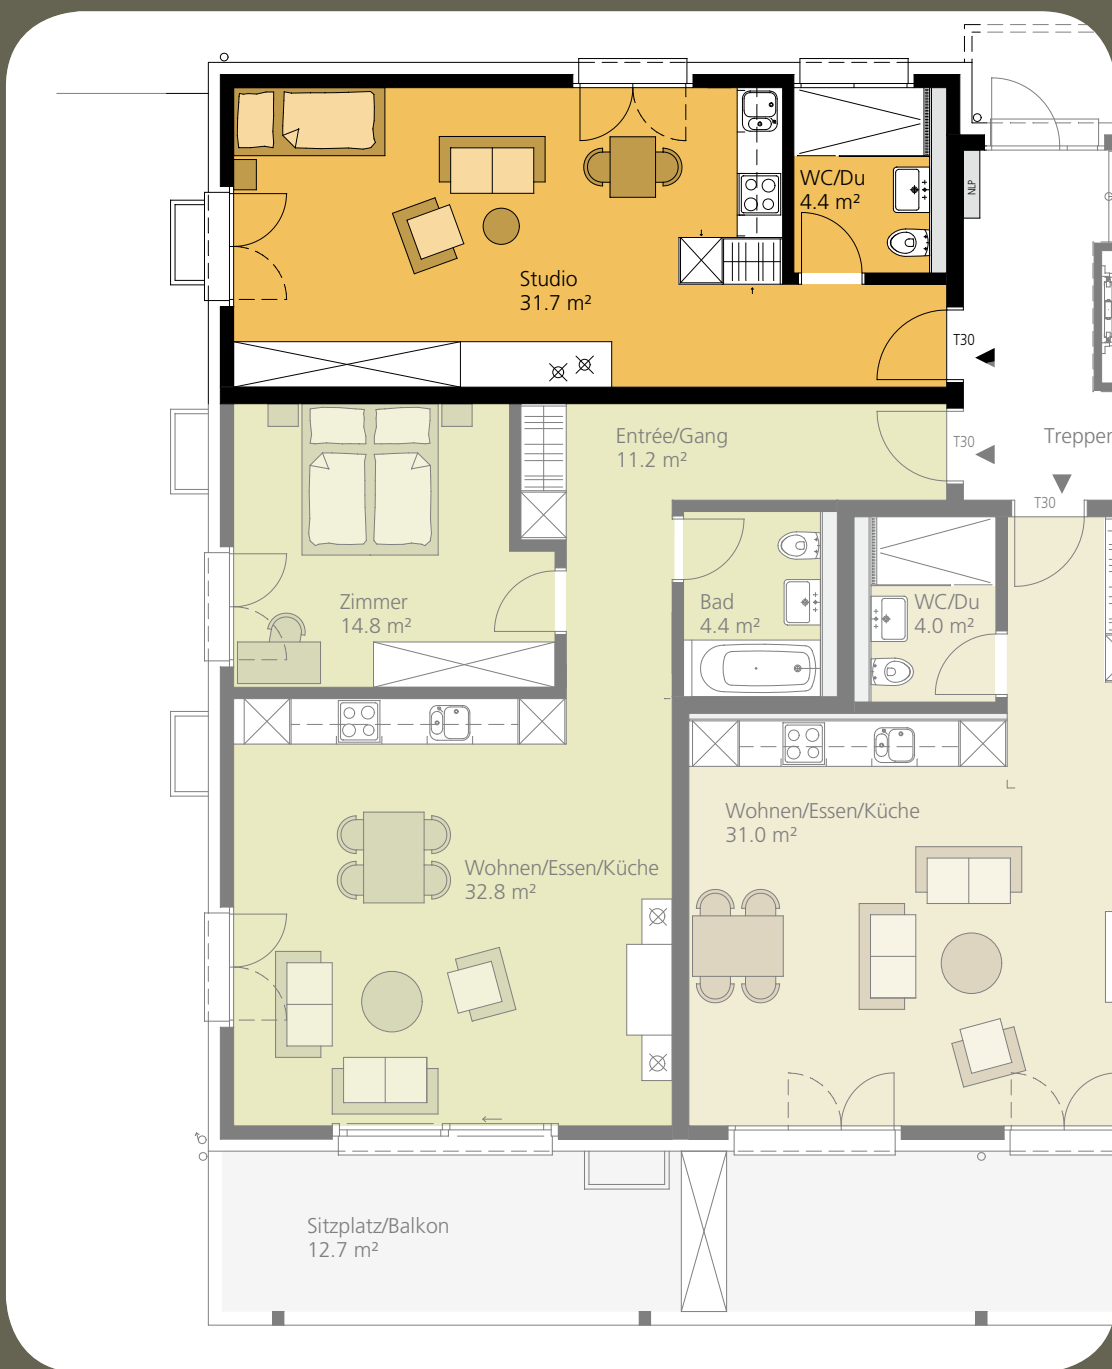 WC/Du
4.4 m²
NLP
Studio
31.7 m²
T30
Entrée/Gang
11.2 m²
T30
Treppen
T30
Zimmer
14.8 m²
Bad
4.4 m²
WC/Du
4.0 m²
Wohnen/Essen/Küche
31.0 m²
Wohnen/Essen/Küche
32.8 m²
Sitzplatz/Balkon
12.7 m²